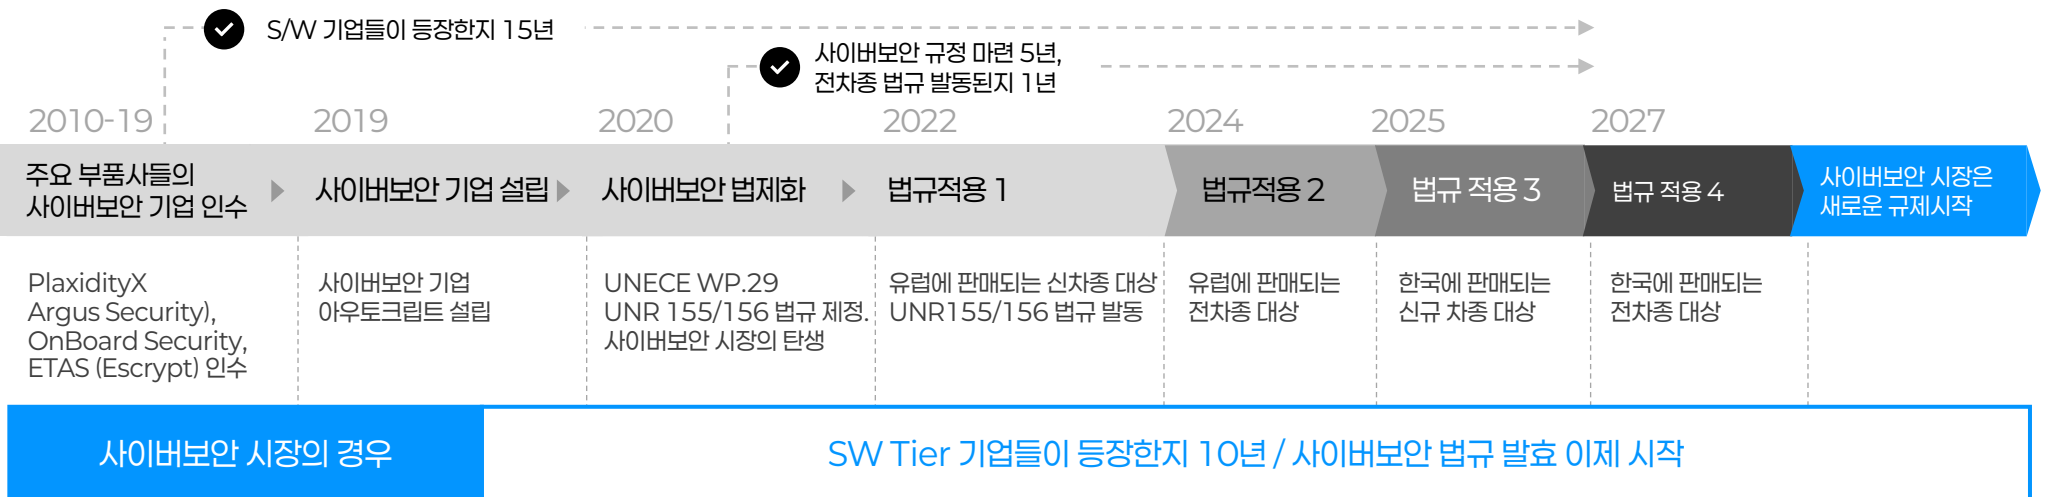 S/W 기업들이 등장한지 15년
사이버보안 규정 마련 5년,
전차종 법규 발동된지 1년
2010-19
2019
2020
2022
2024
2025
2027
주요 부품사들의
사이버보안 기업 인수
사이버보안 기업 설립
사이버보안 법제화
법규적용 1
법규적용 2
법규 적용 3
법규 적용 4
사이버보안 시장은
새로운 규제시작
PlaxidityX
Argus Security),
OnBoard Security,
ETAS (Escrypt) 인수
사이버보안 기업
아우토크립트 설립
UNECE WP.29
UNR 155/156 법규 제정.
사이버보안 시장의 탄생
유럽에 판매되는 신차종 대상
UNR155/156 법규 발동
유럽에 판매되는
전차종 대상
한국에 판매되는
신규 차종 대상
한국에 판매되는
전차종 대상
사이버보안 시장의 경우
SW Tier 기업들이 등장한지 10년 / 사이버보안 법규 발효 이제 시작